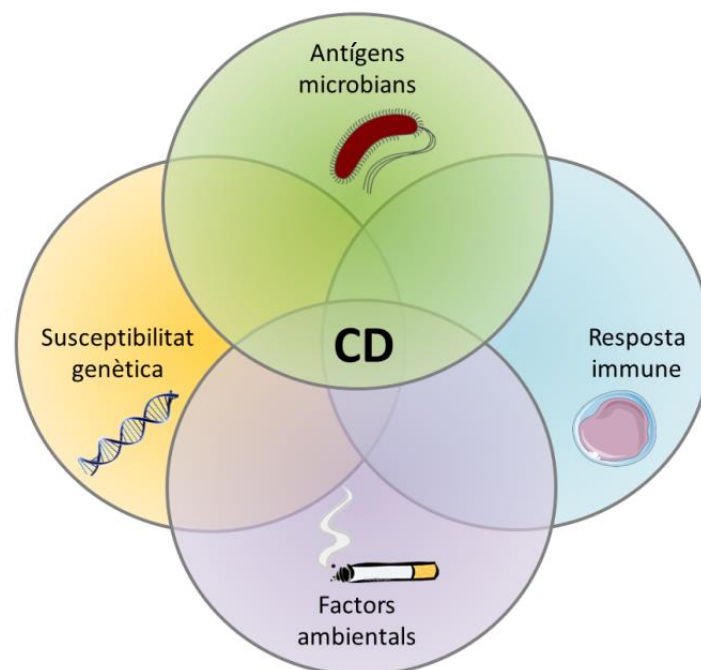 Antígens
microbians
Susceptibilitat
genètica
CD
Resposta
immune
Factors
ambientals